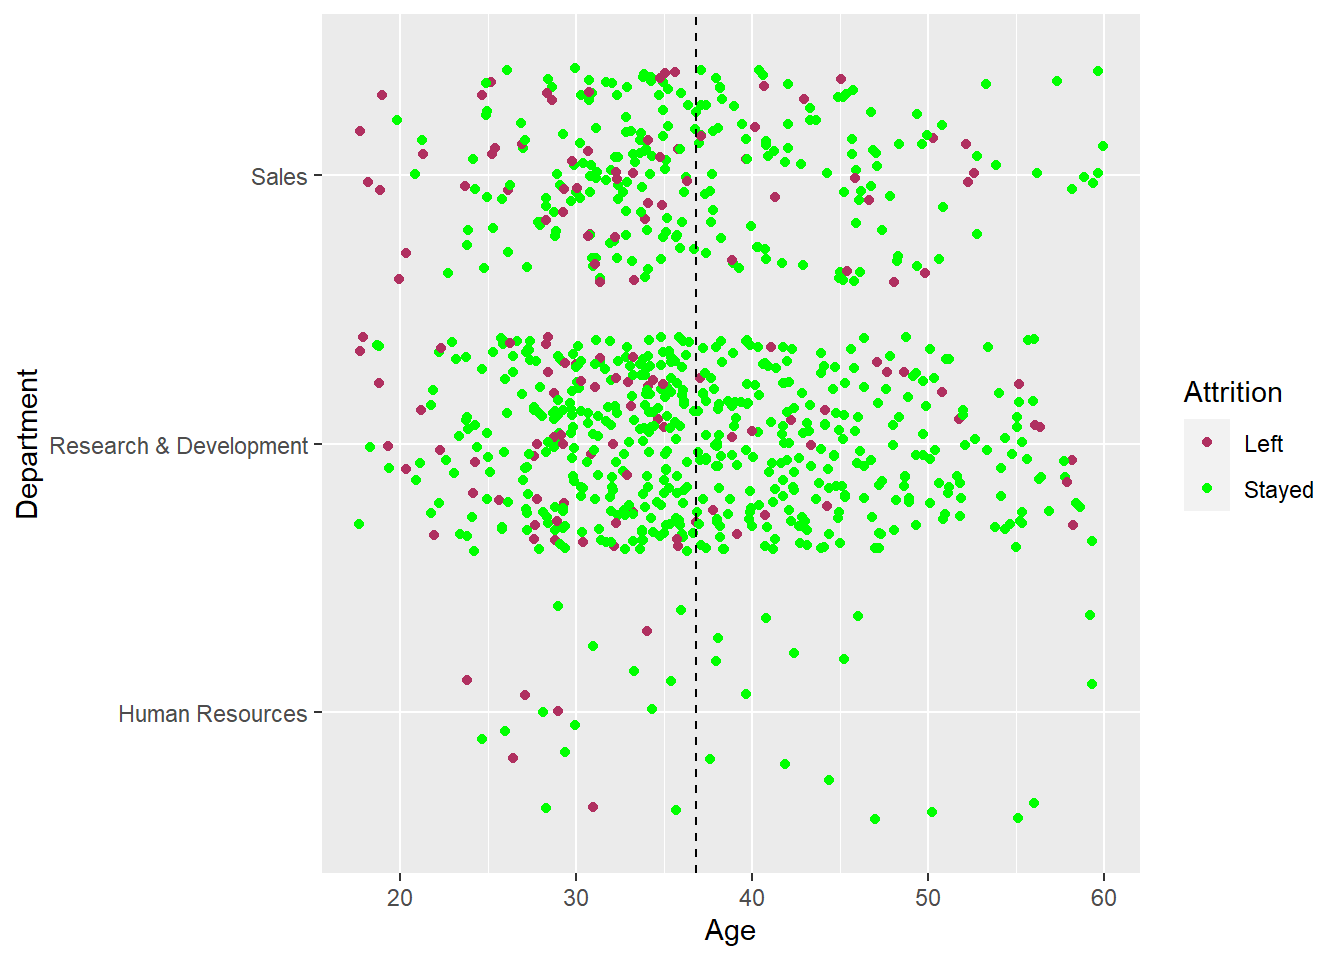 Department
Sales
Research & Development
Human Resources
20 30 40 50 60
Age
Attrition
Left
Stayed